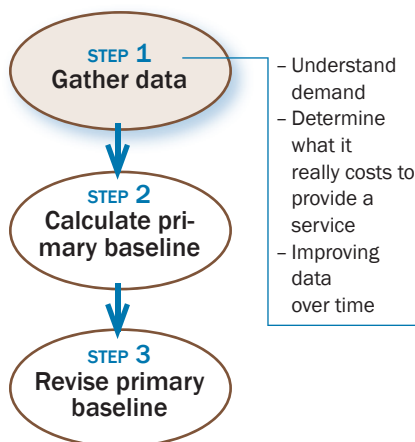 STEP 1
Gather data
– Understand
demand
– Determine
what it
really costs to
provide a
service
– Improving
data
over time
STEP 2
Calculate pri-
mary baseline
STEP 3
Revise primary
baseline